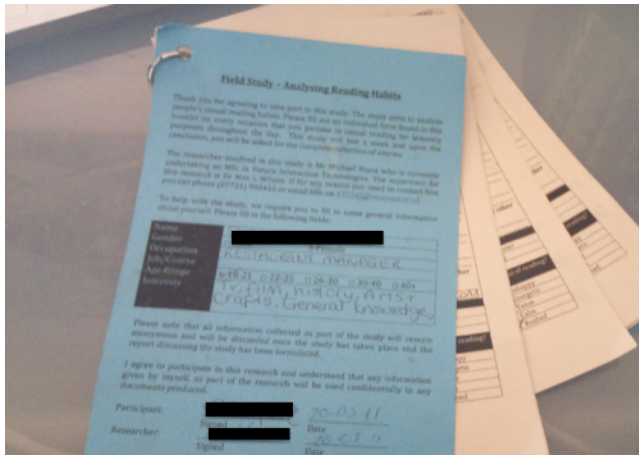 Field Study – Analysing Reading Habits
Thank you for agreeing to take part in this study. The study aims to analyse
people's casual reading habits. Please fill out an individual form found in this
booklet on every occasion that you partake in casual reading for leisurely
purposes throughout the day. This study will last a week and upon the
conclusion, you will be asked for the complete collection of entries.
The researcher involved in this study is Mr Michael Hurst who is currently
undertaking an MSc in Future Interaction Technologies. The supervisor for
this research is Dr Max L. Wilson. If for any reason you need to contact him
you can phone or email him on
To help with the study, we require you to fill in some general information
about yourself. Please fill in the following fields:
Name
Gender Female
Occupation
Job/Course RESTAURANT MANAGER
Age Range 18-21 22-25 26-30 30-40 40+
Interests TV, Film, History, Arts &
Crafts, General knowledge,
Please note that all information collected as part of the study will remain
anonymous and will be discarded once the study has taken place and the
report discussing the study has been formulated.
I agree to participate in this research and understand that any information
given by myself, as part of the research will be used confidentially in any
documents produced.
Participant: 20-03-11
Signed Date
Researcher: 20-03-11
Signed Date
of reading?
reading?
Rushed